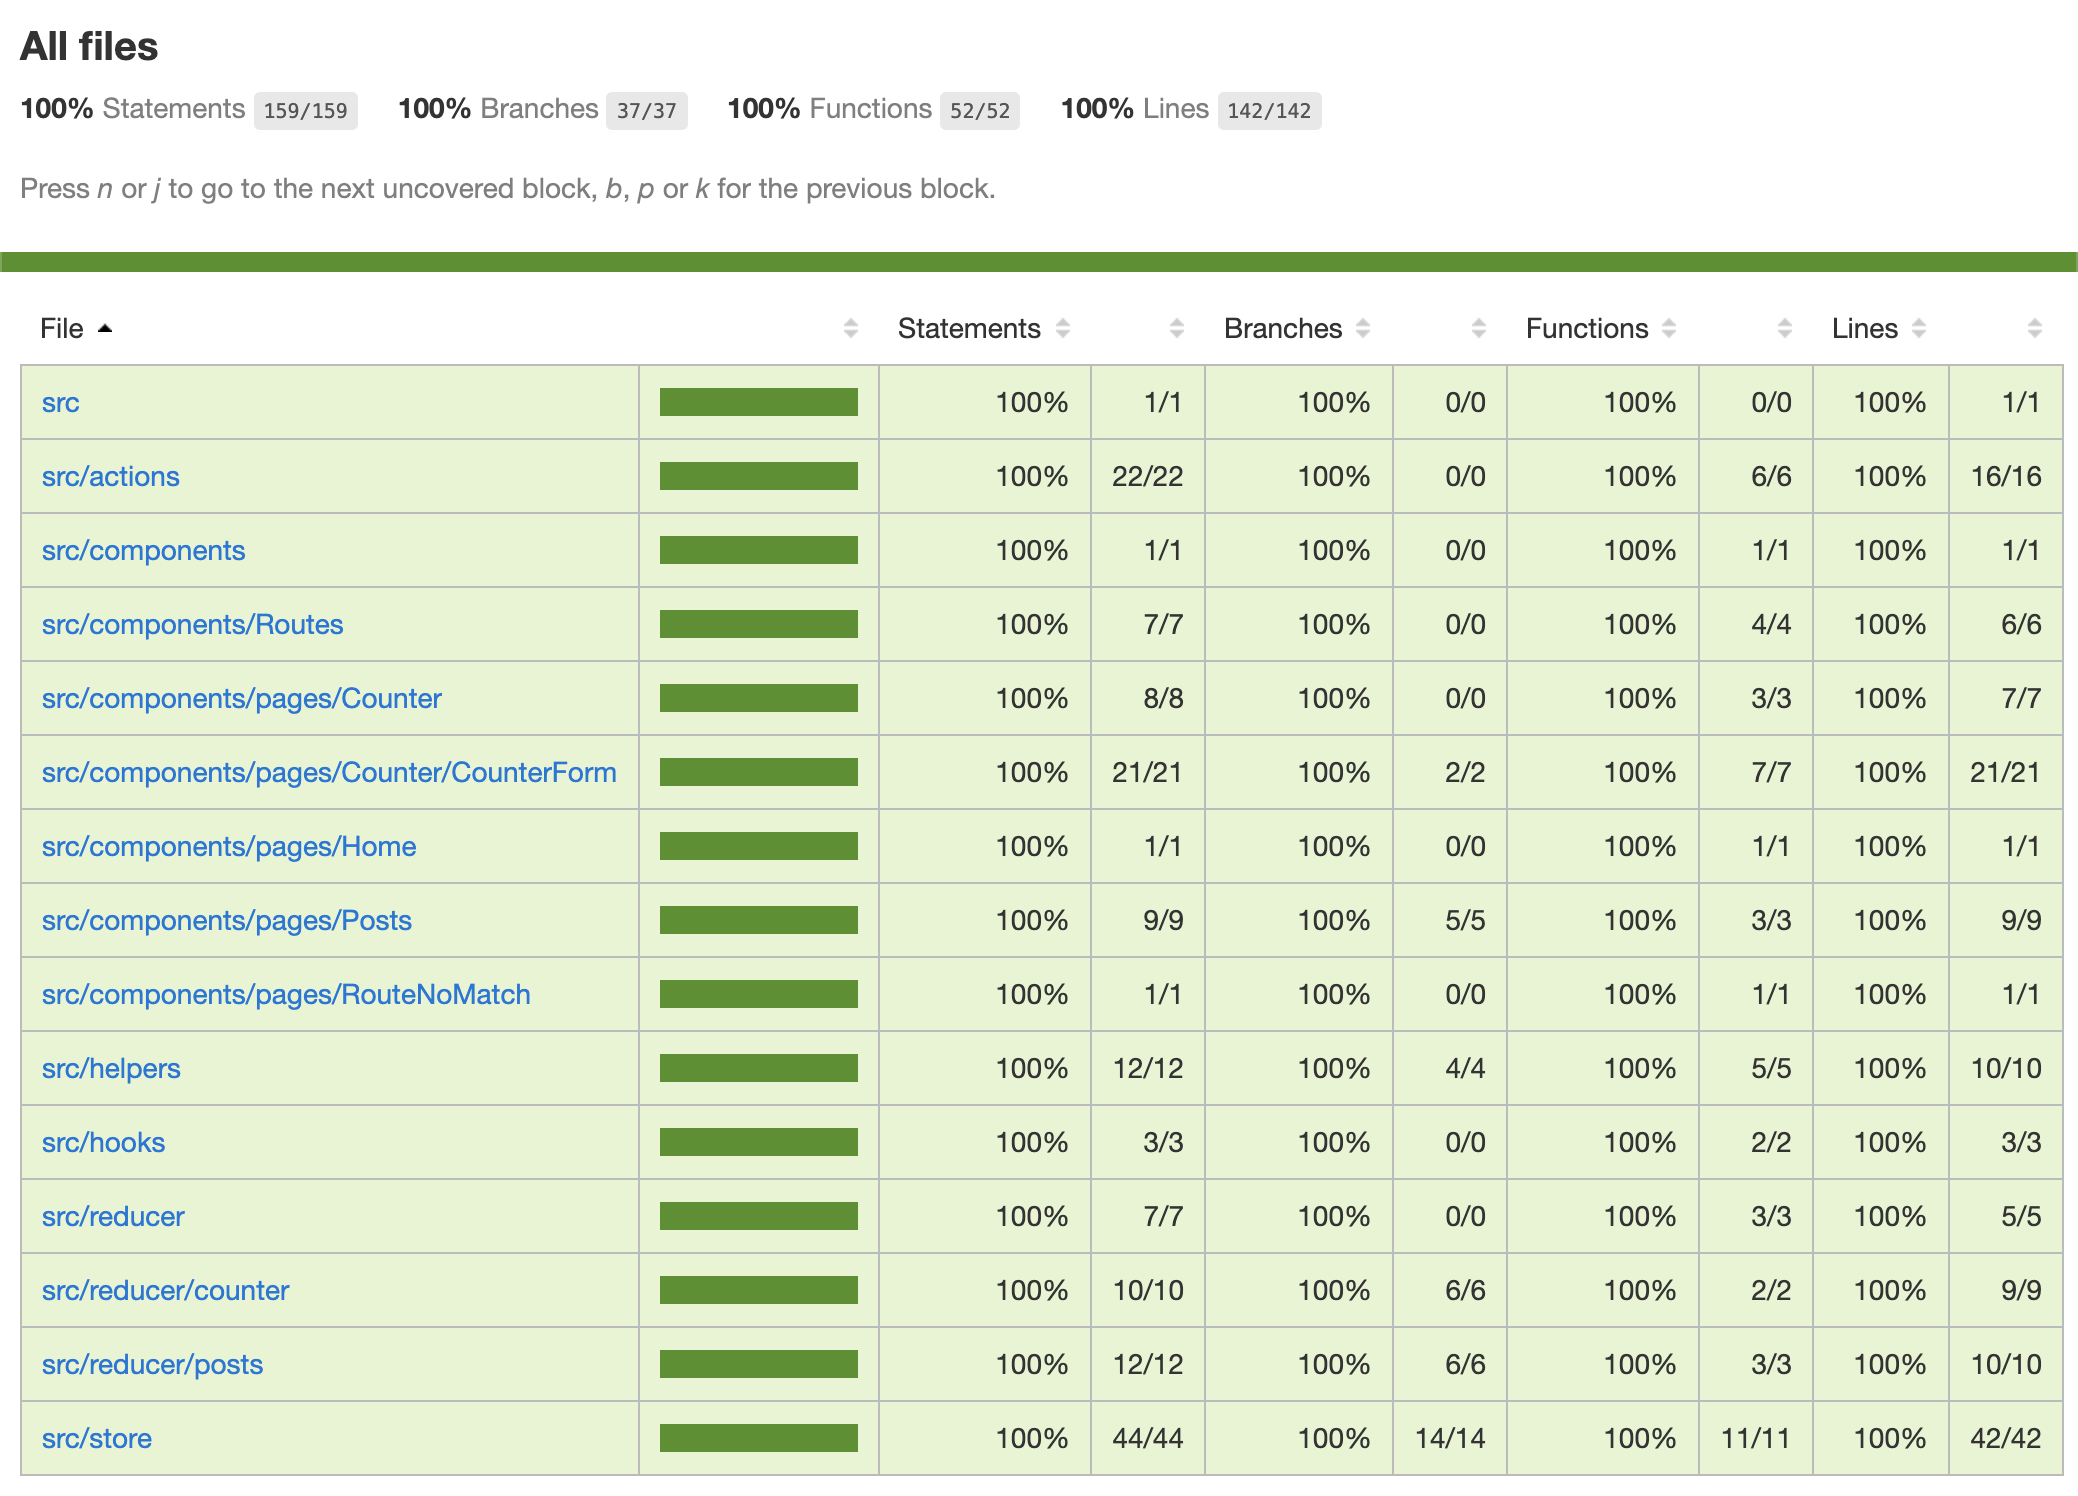 All files
100% Statements 159/159 100% Branches 37/37 100% Functions 52/52 100% Lines 142/142
Press n or j to go to the next uncovered block, b, p or k for the previous block.
File Statements Branches Functions Lines
src 100% 1/1 100% 0/0 100% 0/0 100% 1/1
src/actions 100% 22/22 100% 0/0 100% 6/6 100% 16/16
src/components 100% 1/1 100% 0/0 100% 1/1 100% 1/1
src/components/Routes 100% 7/7 100% 0/0 100% 4/4 100% 6/6
src/components/pages/Counter 100% 8/8 100% 0/0 100% 3/3 100% 7/7
src/components/pages/Counter/CounterForm 100% 21/21 100% 2/2 100% 7/7 100% 21/21
src/components/pages/Home 100% 1/1 100% 0/0 100% 1/1 100% 1/1
src/components/pages/Posts 100% 9/9 100% 5/5 100% 3/3 100% 9/9
src/components/pages/RouteNoMatch 100% 1/1 100% 0/0 100% 1/1 100% 1/1
src/helpers 100% 12/12 100% 4/4 100% 5/5 100% 10/10
src/hooks 100% 3/3 100% 0/0 100% 2/2 100% 3/3
src/reducer 100% 7/7 100% 0/0 100% 3/3 100% 5/5
src/reducer/counter 100% 10/10 100% 6/6 100% 2/2 100% 9/9
src/reducer/posts 100% 12/12 100% 6/6 100% 3/3 100% 10/10
src/store 100% 44/44 100% 14/14 100% 11/11 100% 42/42